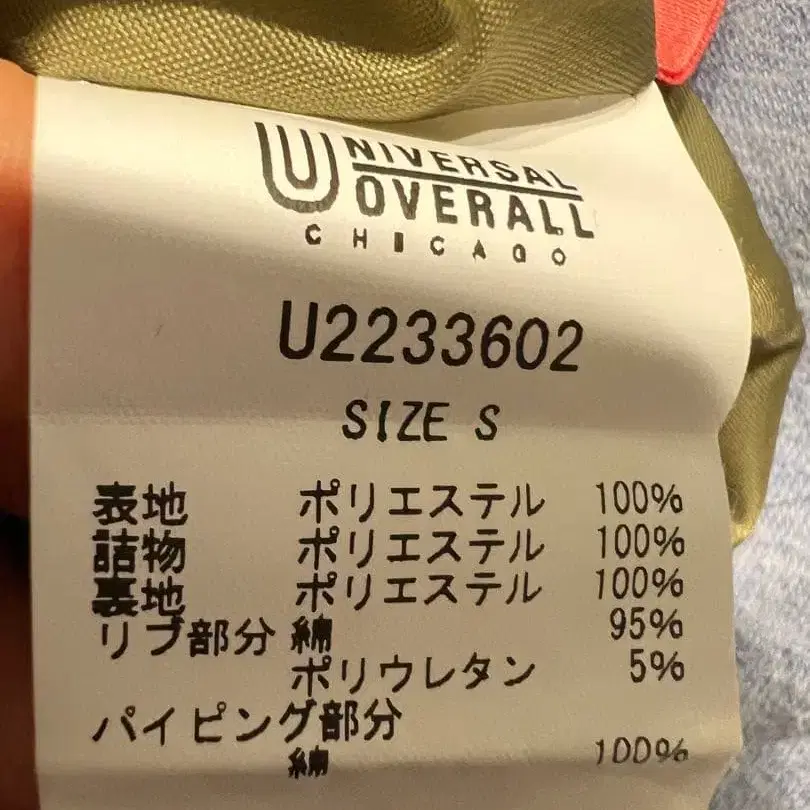 UNIVERSAL
OVERALL
CHICAGO
U2233602
SIZE S
表地 ポリエステル 100%
詰物 ポリエステル 100%
裏地 ポリエステル 100%
リブ部分 綿 95%
ポリウレタン 5%
パイピング部分
綿 100%